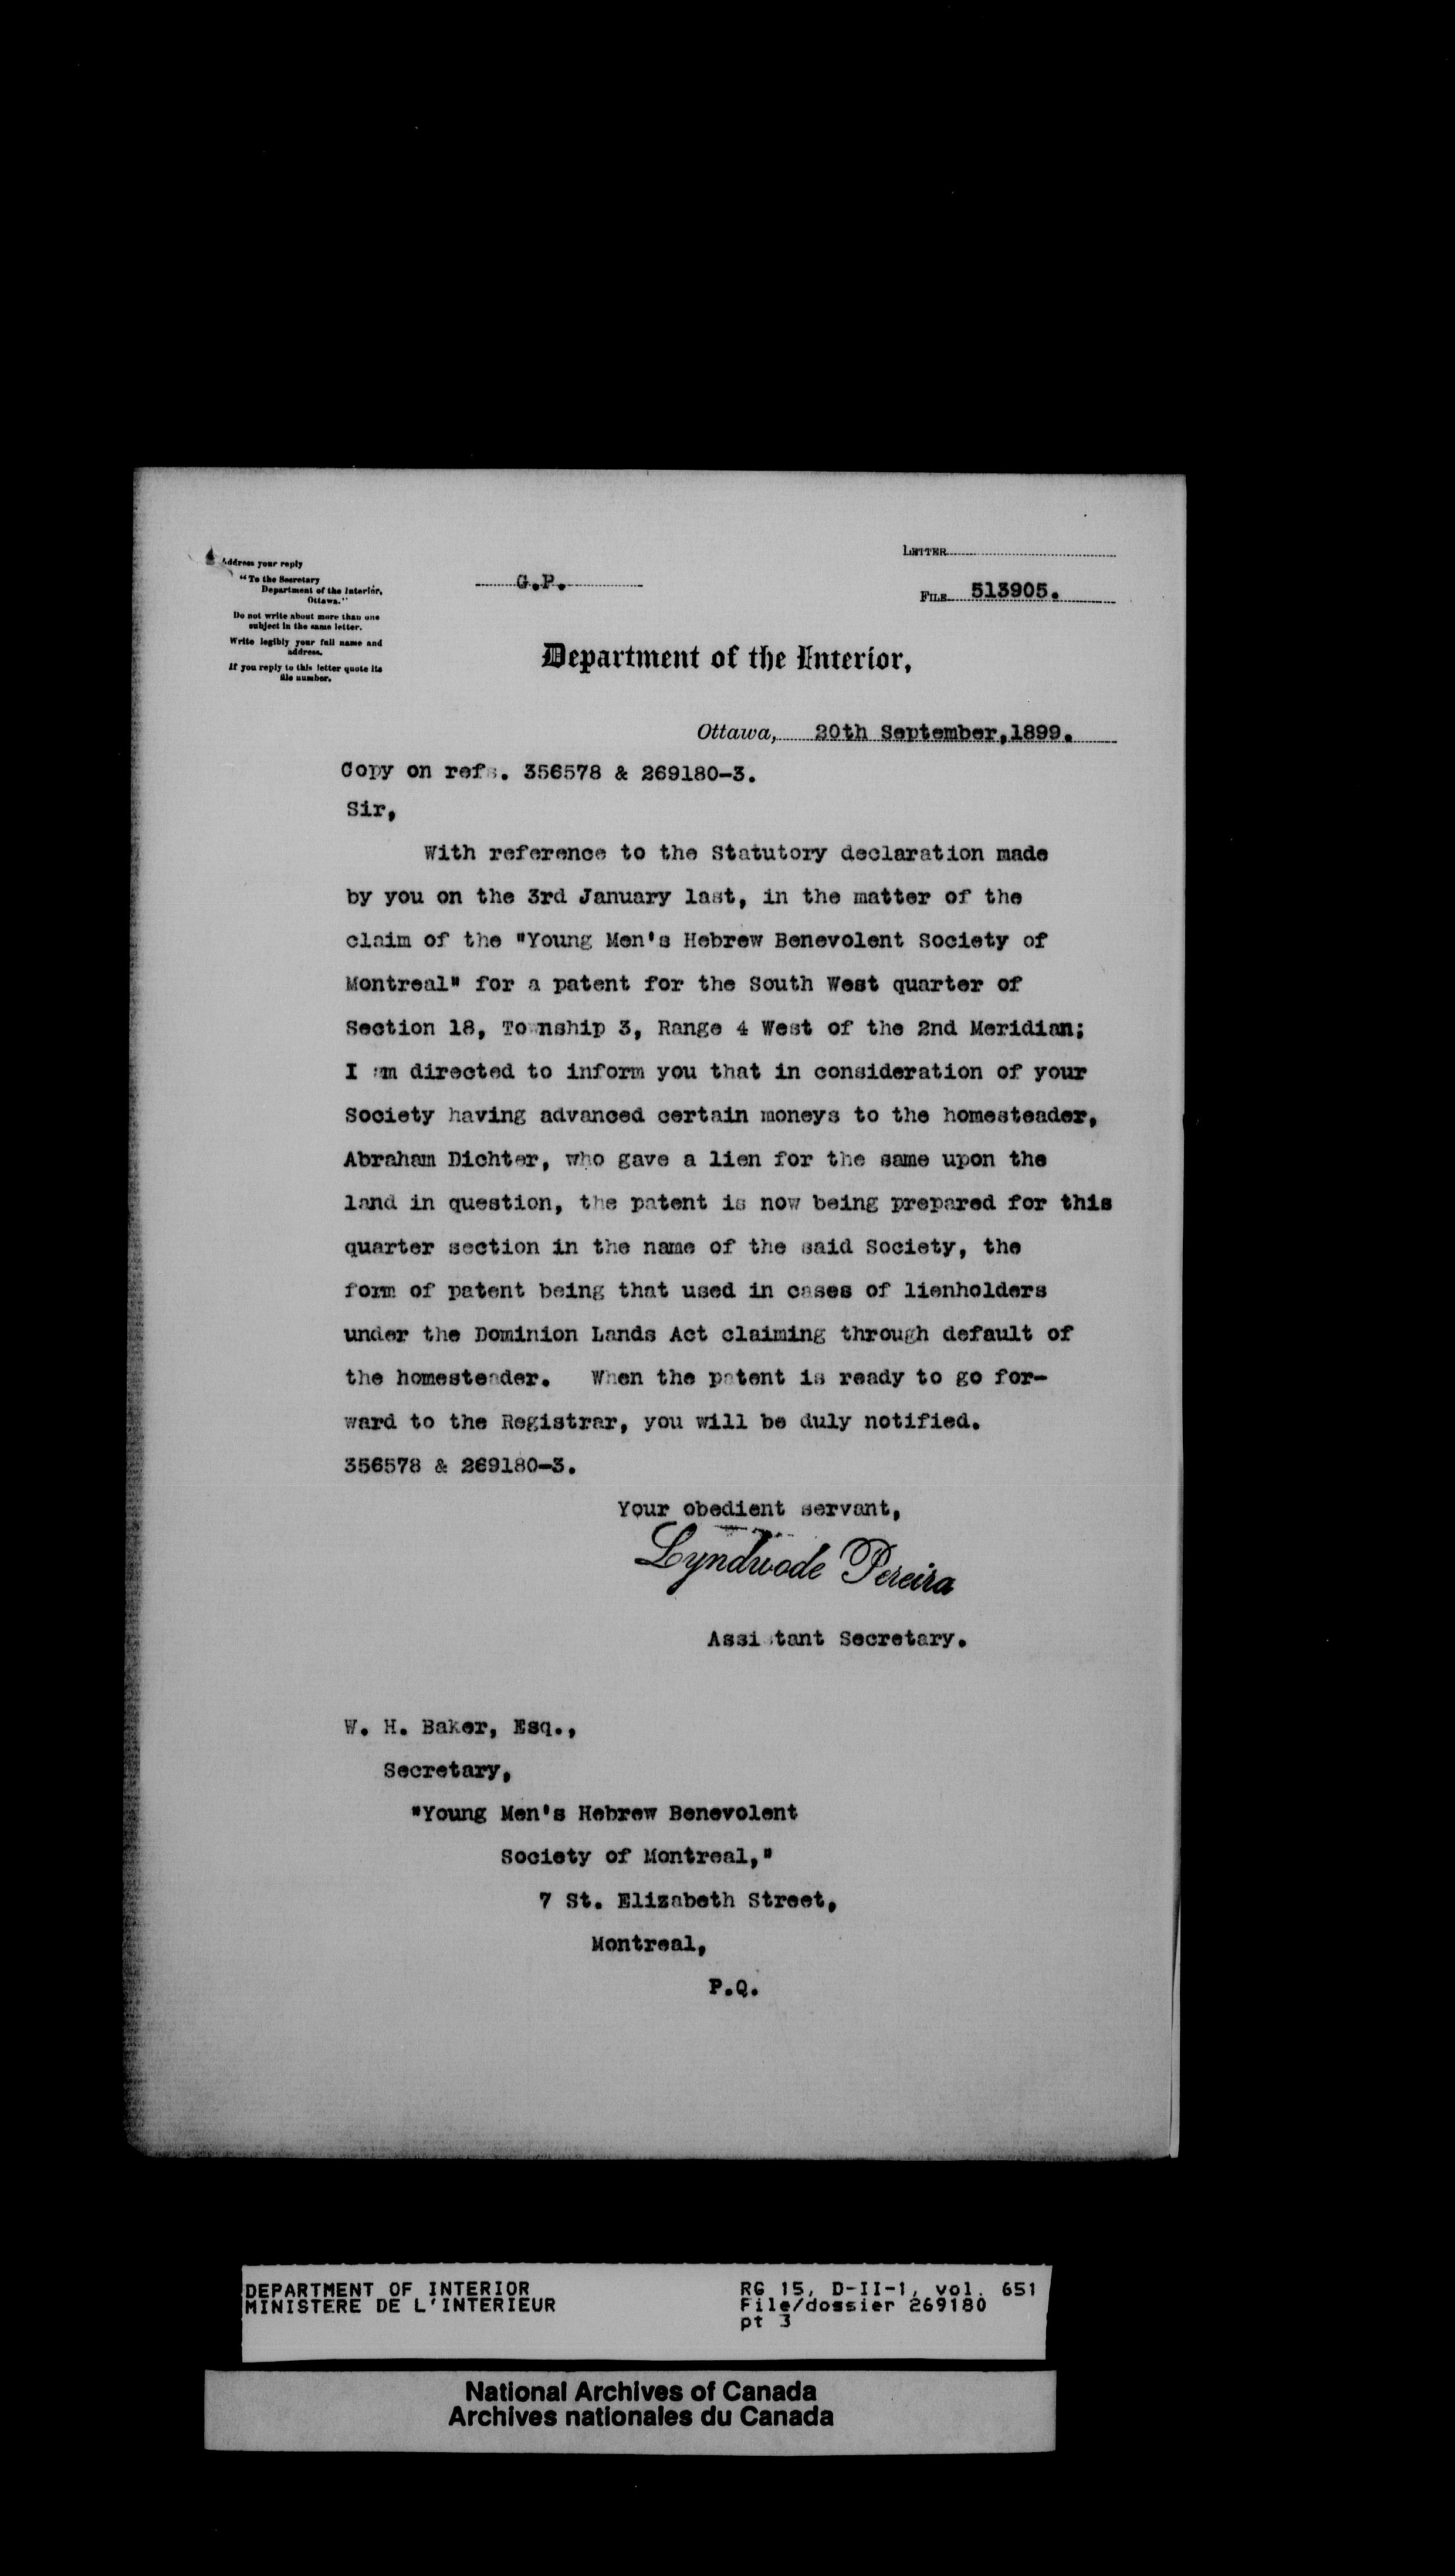 Address your reply
"To the Secretary
Department of the Interior,
Ottawa."
Do not write about more than one
subject in the same letter.
Write legibly your full name and
address.
If you reply to this letter quote its
file number.
G.P.
LETTER
FILE 513905.
Department of the Interior,
Ottawa, 20th September, 1899.
Copy on refs. 356578 & 269180-3.
Sir,
With reference to the Statutory declaration made
by you on the 3rd January last, in the matter of the
claim of the "Young Men's Hebrew Benevolent Society of
Montreal" for a patent for the South West quarter of
Section 18, Township 3, Range 4 West of the 2nd Meridian;
I am directed to inform you that in consideration of your
Society having advanced certain moneys to the homesteader,
Abraham Dichter, who gave a lien for the same upon the
land in question, the patent is now being prepared for this
quarter section in the name of the said Society, the
form of patent being that used in cases of lienholders
under the Dominion Lands Act claiming through default of
the homesteader. When the patent is ready to go for-
ward to the Registrar, you will be duly notified.
356578 & 269180-3.
Your obedient servant,
Lyndwode Pereira
Assistant Secretary.
W. H. Baker, Esq.,
Secretary,
"Young Men's Hebrew Benevolent
Society of Montreal,"
7 St. Elizabeth Street,
Montreal,
P.Q.
DEPARTMENT OF INTERIOR
MINISTERE DE L'INTERIEUR
RG 15, D-II-1, vol. 651
File/dossier 269180
pt 3
National Archives of Canada
Archives nationales du Canada